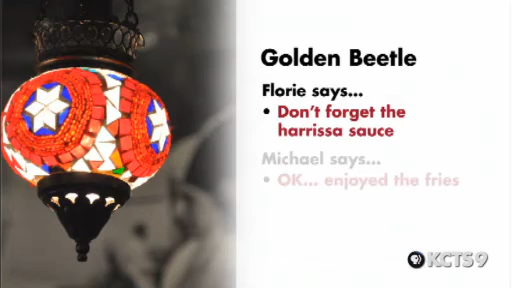 Golden Beetle
Florie says...
• Don't forget the
harrissa sauce
Michael says...
• OK... enjoyed the fries
KCTS9